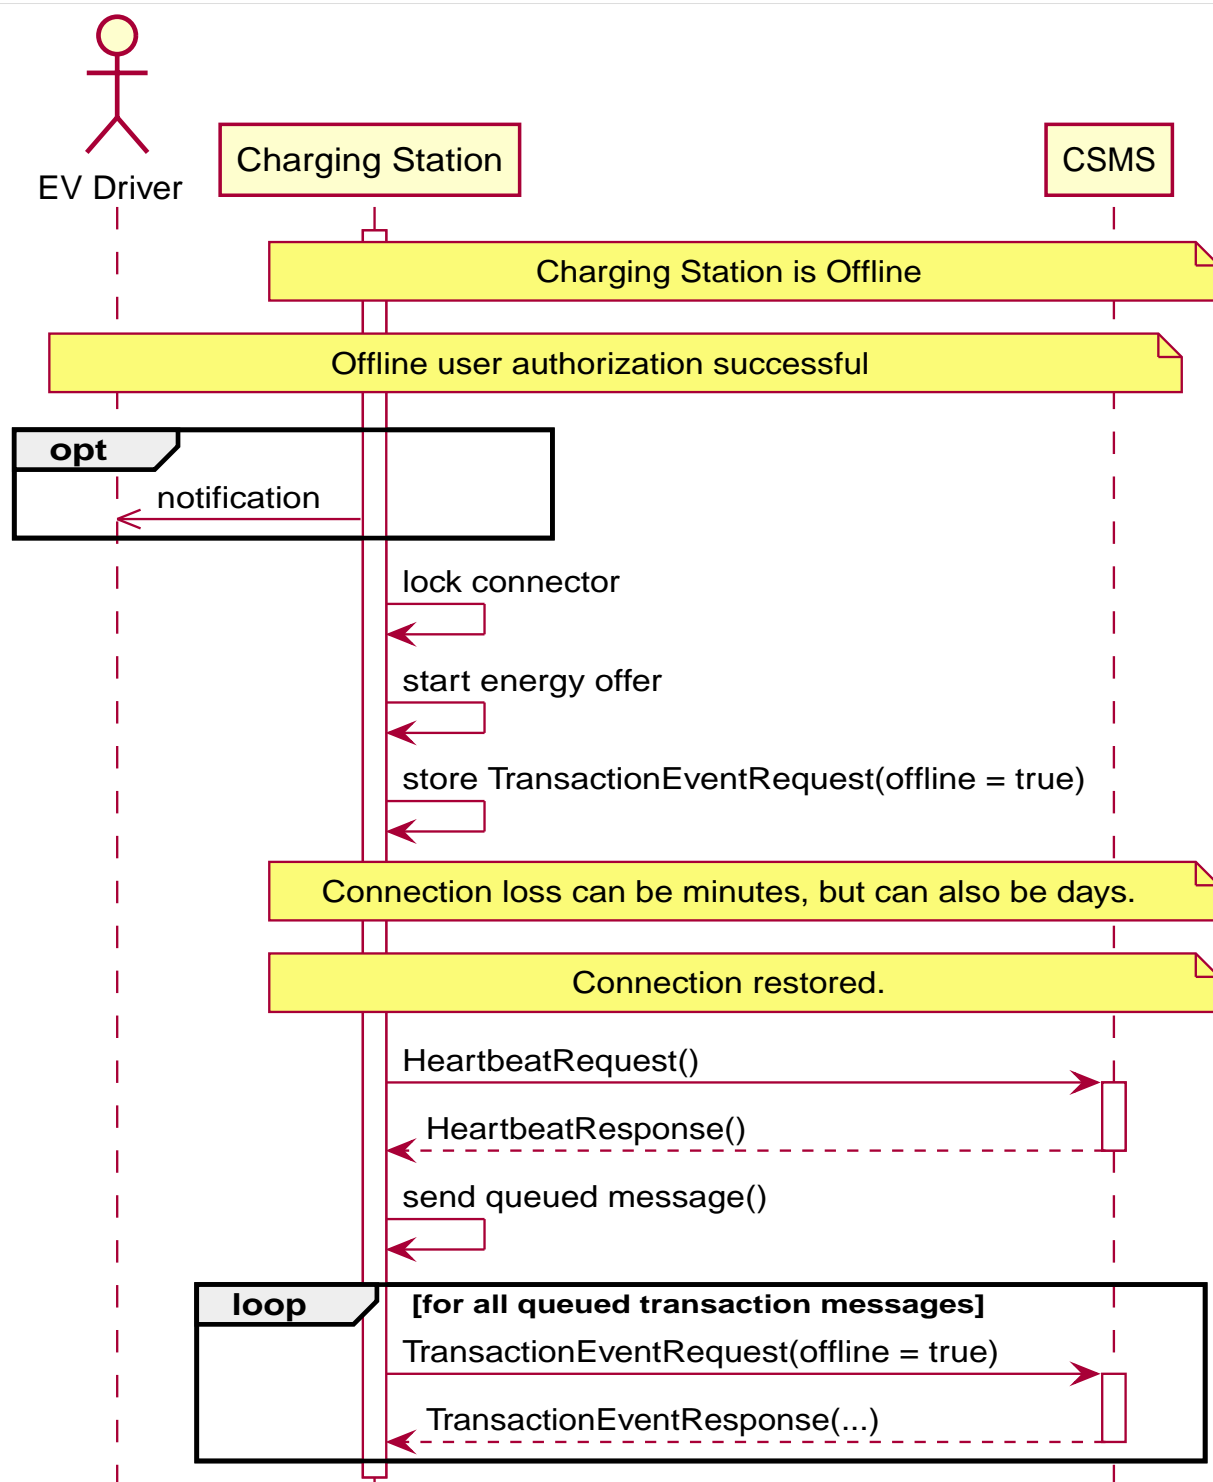 EV Driver
Charging Station
CSMS
Charging Station is Offline
Offline user authorization successful
opt
notification
lock connector
start energy offer
store TransactionEventRequest(offline = true)
Connection loss can be minutes, but can also be days.
Connection restored.
HeartbeatRequest()
HeartbeatResponse()
send queued message()
loop
[for all queued transaction messages]
TransactionEventRequest(offline = true)
TransactionEventResponse(...)